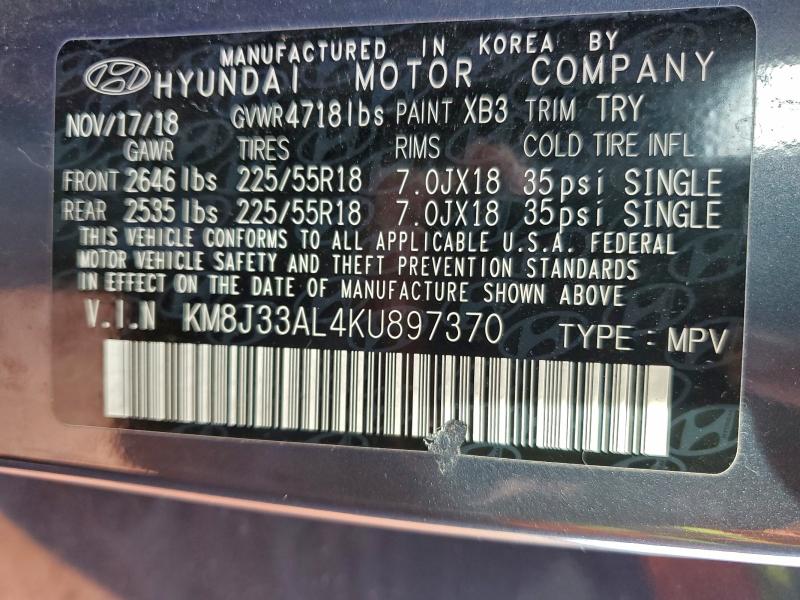 MANUFACTURED IN KOREA BY
HYUNDAI MOTOR COMPANY
NOV/17/18 GVWR4718lbs PAINT XB3 TRIM TRY
GAWR TIRES RIMS COLD TIRE INFL
FRONT 2646lbs 225/55R18 7.0JX18 35psi SINGLE
REAR 2535lbs 225/55R18 7.0JX18 35psi SINGLE
THIS VEHICLE CONFORMS TO ALL APPLICABLE U.S.A. FEDERAL
MOTOR VEHICLE SAFETY AND THEFT PREVENTION STANDARDS
IN EFFECT ON THE DATE OF MANUFACTURE SHOWN ABOVE
V.I.N KM8J33AL4KU897370 TYPE : MPV